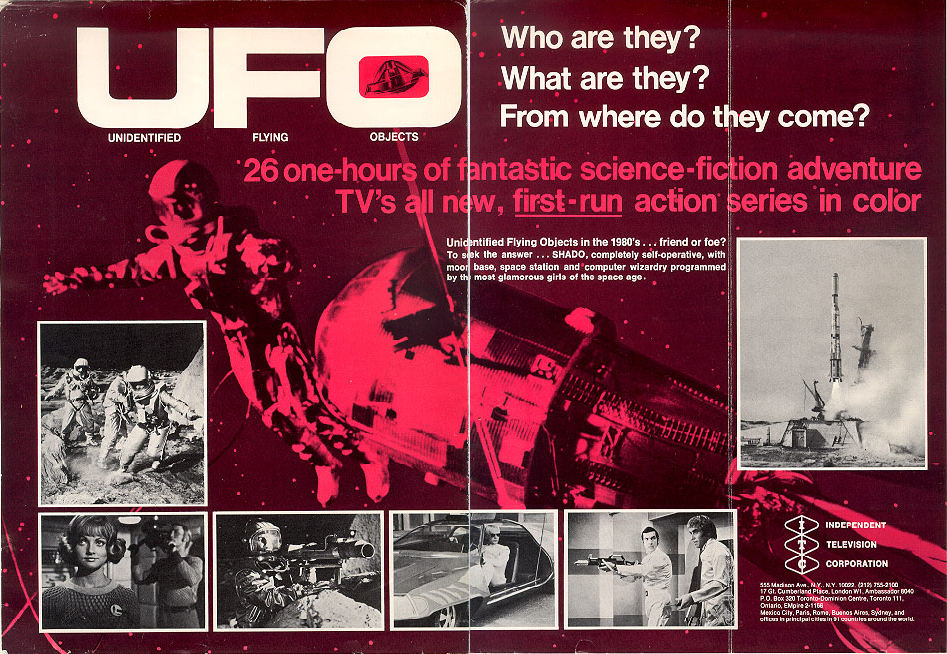 UFO
UNIDENTIFIED FLYING OBJECTS
Who are they?
What are they?
From where do they come?
26 one-hours of fantastic science-fiction adventure
TV's all new, first-run action series in color
Unidentified Flying Objects in the 1980's . . . friend or foe?
To seek the answer . . . SHADO, completely self-operative, with
moon base, space station and computer wizardry programmed
by the most glamorous girls of the space age.
I INDEPENDENT
T TELEVISION
C CORPORATION
555 Madison Ave., N.Y., N.Y. 10022, (212) 755-2100
17 Gt. Cumberland Place, London W1, Ambassador 8040
P.O. Box 320 Toronto-Dominion Centre, Toronto 111,
Ontario, EMpire 2-1166
Mexico City, Paris, Rome, Buenos Aires, Sydney, and
offices in principal cities in 91 countries around the world.